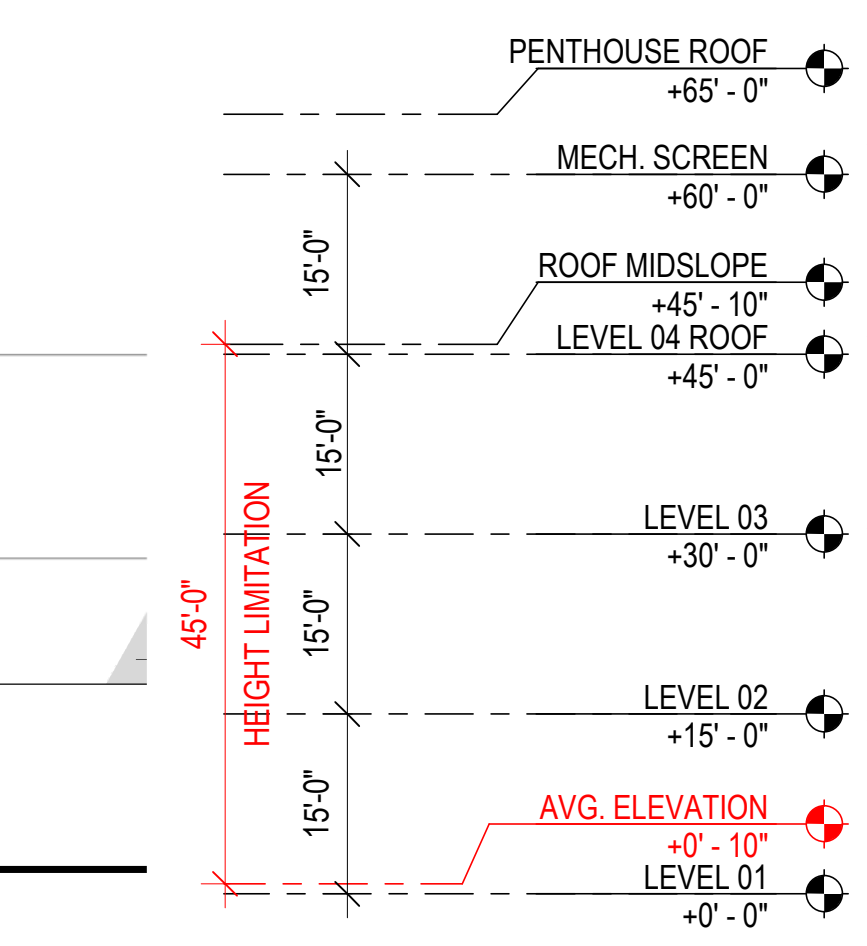 PENTHOUSE ROOF
+65' - 0"
MECH. SCREEN
+60' - 0"
15'-0"
ROOF MIDSLOPE
+45' - 10"
LEVEL 04 ROOF
+45' - 0"
15'-0"
LEVEL 03
+30' - 0"
45'-0"
HEIGHT LIMITATION
15'-0"
LEVEL 02
+15' - 0"
15'-0"
AVG. ELEVATION
+0' - 10"
LEVEL 01
+0' - 0"